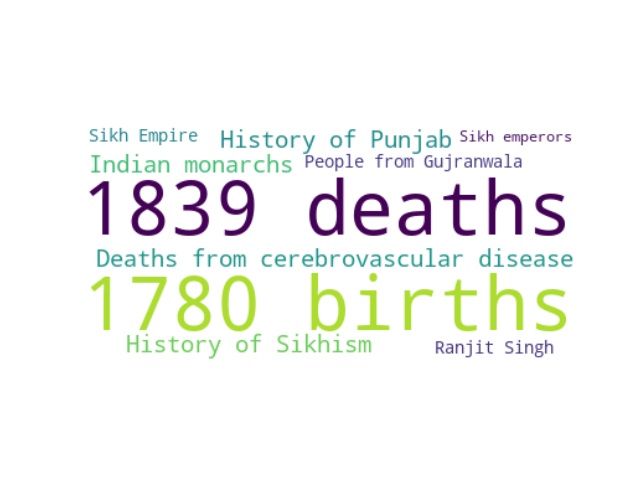 Sikh Empire
History of Punjab
Sikh emperors
Indian monarchs
People from Gujranwala
1839 deaths
Deaths from cerebrovascular disease
1780 births
History of Sikhism
Ranjit Singh